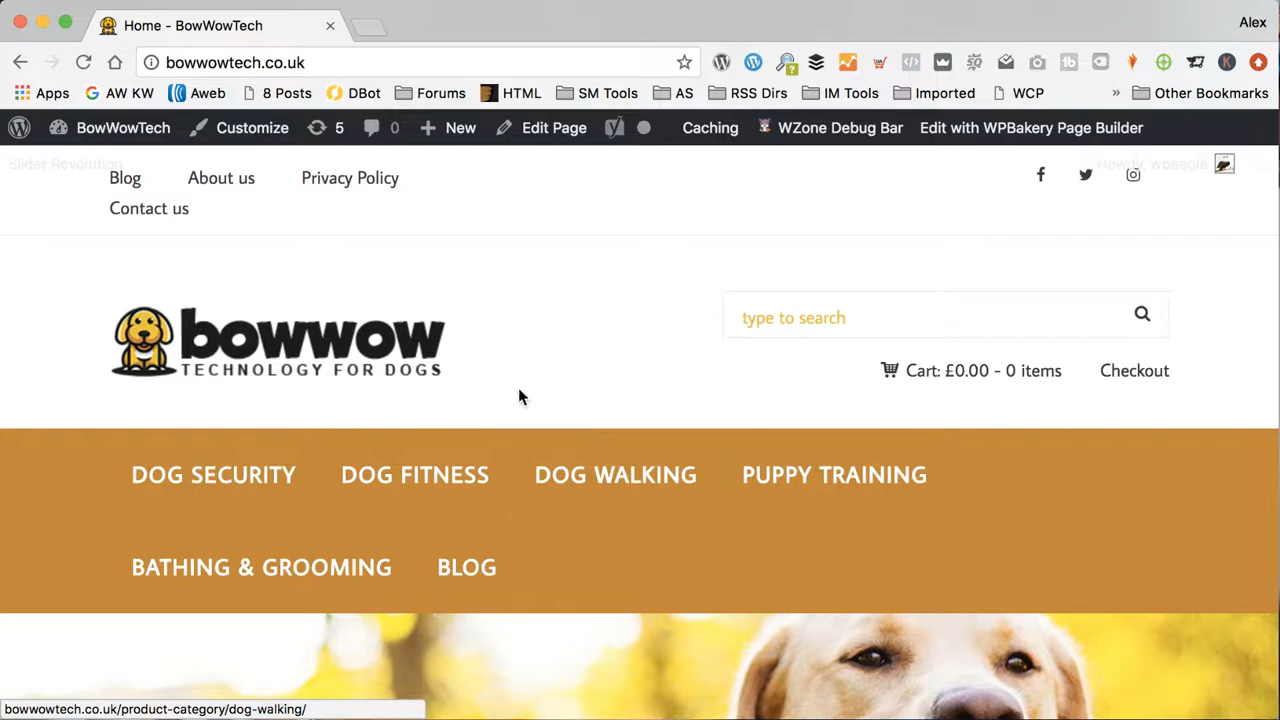 Home - BowWowTech
Alex
bowwowtech.co.uk
Apps AW KW Aweb 8 Posts DBot Forums HTML SM Tools AS RSS Dirs IM Tools Imported WCP » Other Bookmarks
BowWowTech Customize 5 0 New Edit Page Caching WZone Debug Bar Edit with WPBakery Page Builder
Slider Revolution Howdy, wpeagle
Blog About us Privacy Policy
Contact us
bowwow
TECHNOLOGY FOR DOGS
type to search
Cart: £0.00 - 0 items Checkout
DOG SECURITY DOG FITNESS DOG WALKING PUPPY TRAINING
BATHING & GROOMING BLOG
bowwowtech.co.uk/product-category/dog-walking/